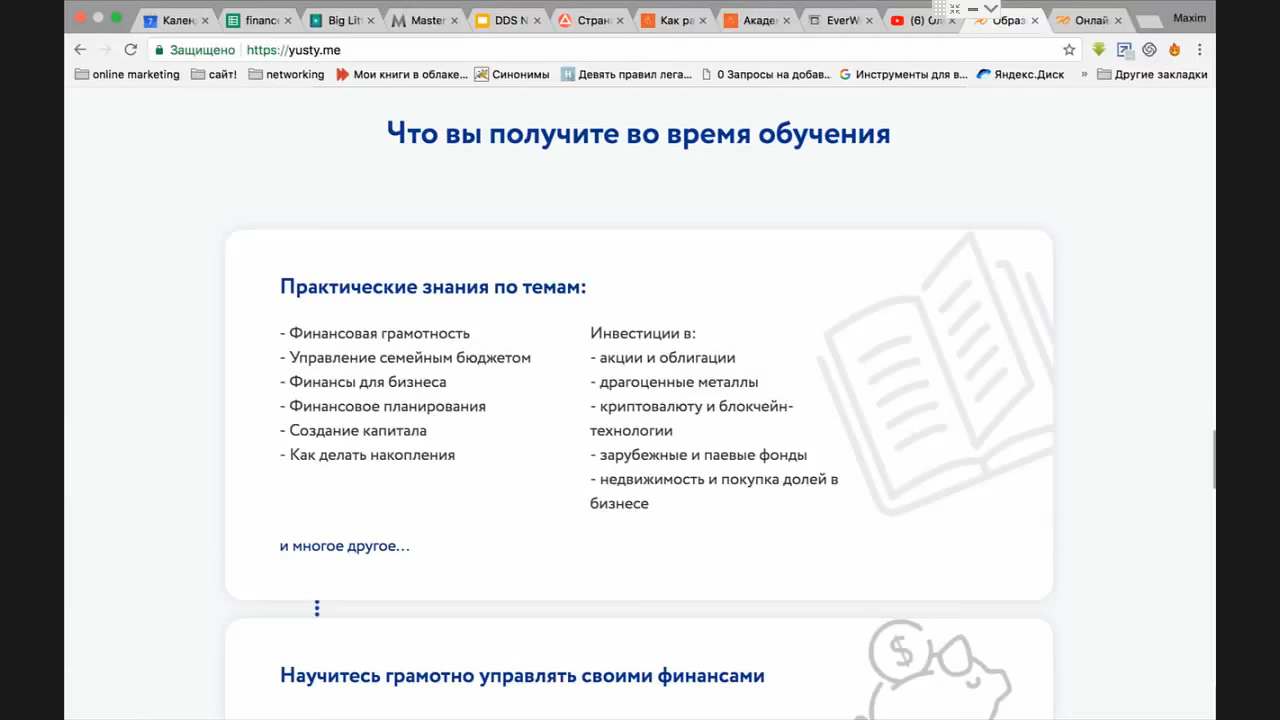 Календ
financ
Big Lit
Master
DDS N
Стран
Как ра
Акаде
EverW
(6) Ол
Образ
Онлай
Maxim
Защищено
https://yusty.me
online marketing
сайт!
networking
Мои книги в облаке...
Синонимы
Девять правил лега...
0 Запросы на добав...
Инструменты для в...
Яндекс.Диск
»
Другие закладки
Что вы получите во время обучения
Практические знания по темам:
- Финансовая грамотность
- Управление семейным бюджетом
- Финансы для бизнеса
- Финансовое планирования
- Создание капитала
- Как делать накопления
Инвестиции в:
- акции и облигации
- драгоценные металлы
- криптовалюту и блокчейн-
технологии
- зарубежные и паевые фонды
- недвижимость и покупка долей в
бизнесе
и многое другое...
Научитесь грамотно управлять своими финансами